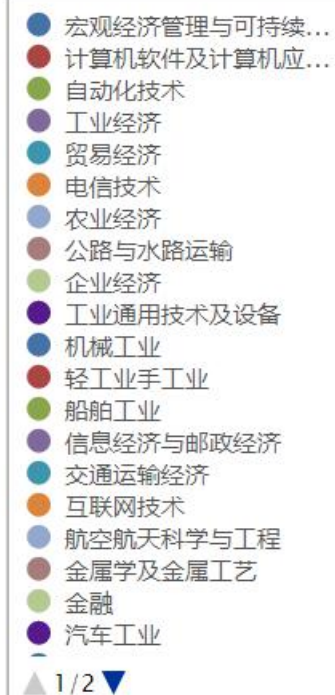 宏观经济管理与可持续...
计算机软件及计算机应...
自动化技术
工业经济
贸易经济
电信技术
农业经济
公路与水路运输
企业经济
工业通用技术及设备
机械工业
轻工业手工业
船舶工业
信息经济与邮政经济
交通运输经济
互联网技术
航空航天科学与工程
金属学及金属工艺
金融
汽车工业
1/2